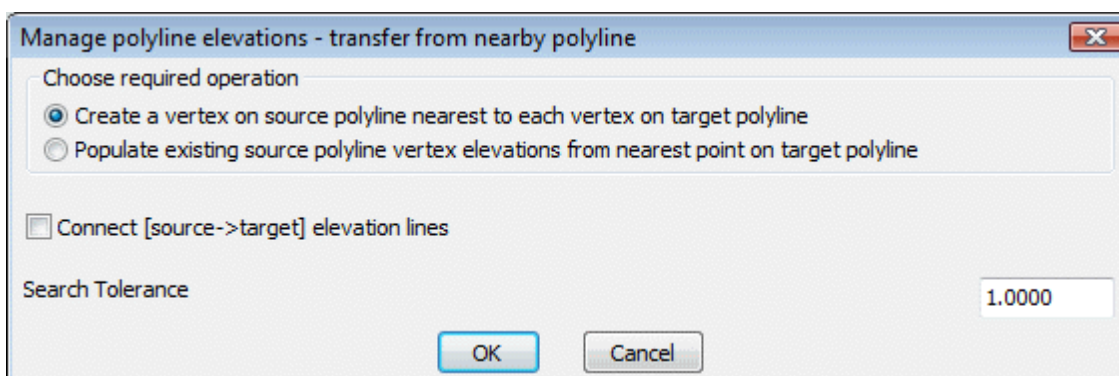 Manage polyline elevations - transfer from nearby polyline
Choose required operation
Create a vertex on source polyline nearest to each vertex on target polyline
Populate existing source polyline vertex elevations from nearest point on target polyline
Connect [source->target] elevation lines
Search Tolerance
1.0000
OK
Cancel